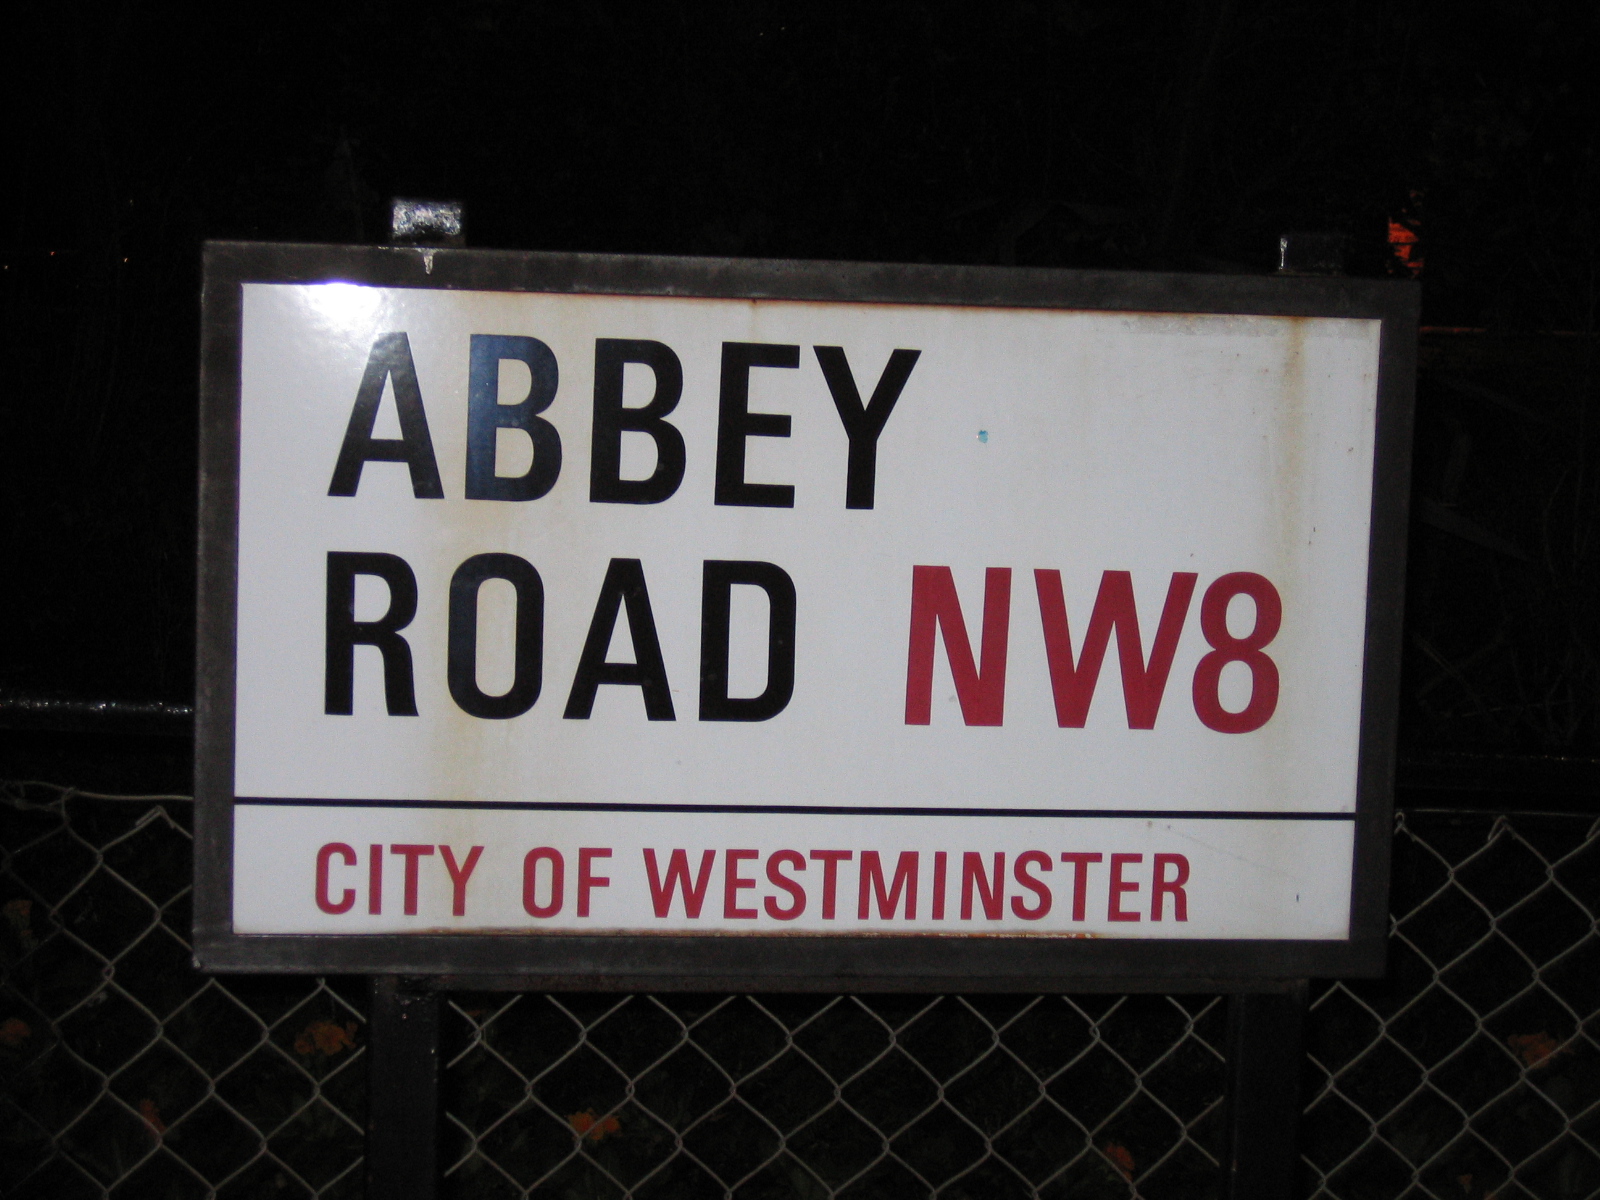 ABBEY
ROAD NW8
CITY OF WESTMINSTER